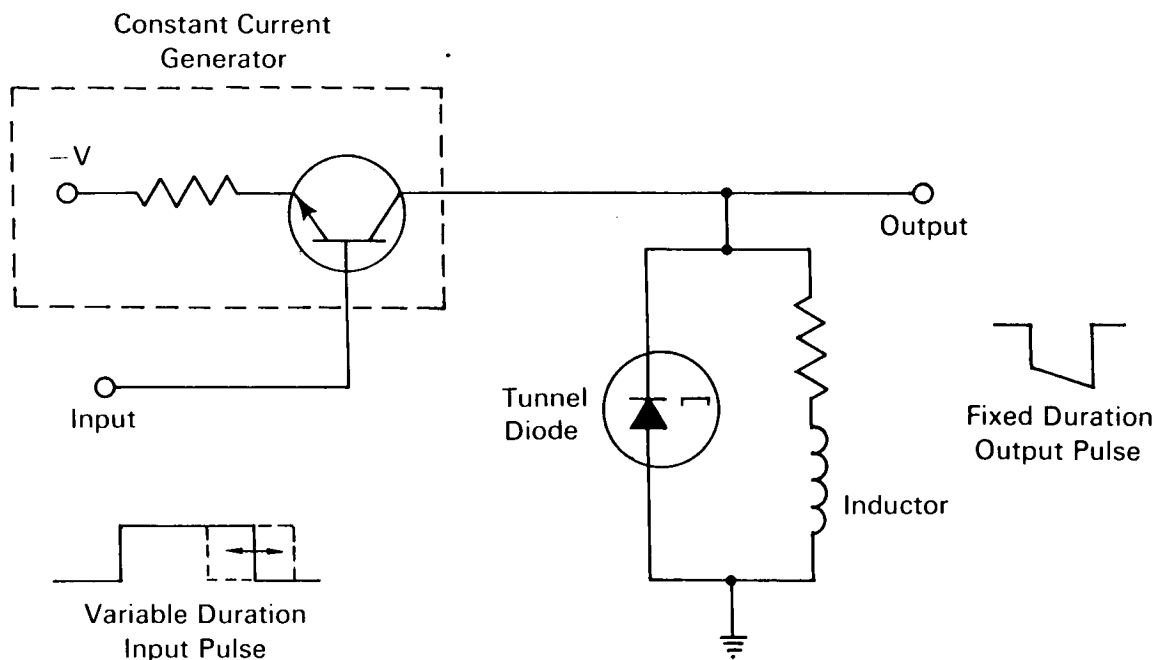 Constant Current
Generator
—V
Output
Input
Tunnel
Diode
Fixed Duration
Output Pulse
Inductor
Variable Duration
Input Pulse